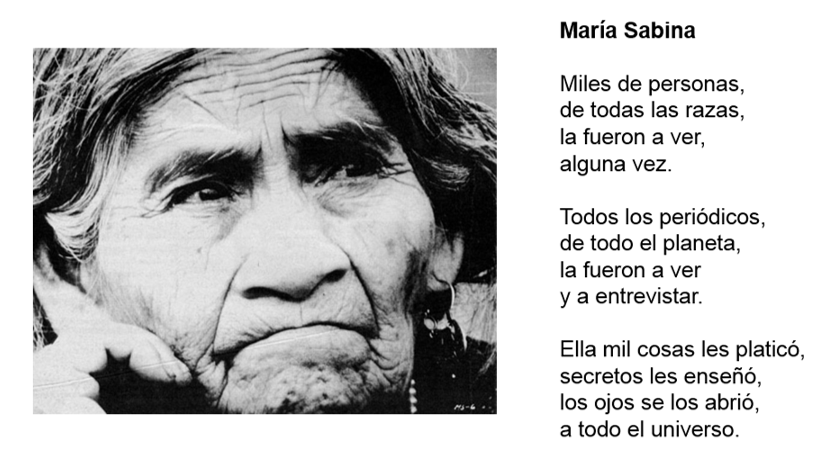 María Sabina
Miles de personas,
de todas las razas,
la fueron a ver,
alguna vez.
Todos los periódicos,
de todo el planeta,
la fueron a ver
y a entrevistar.
Ella mil cosas les platicó,
secretos les enseñó,
los ojos se los abrió,
a todo el universo.